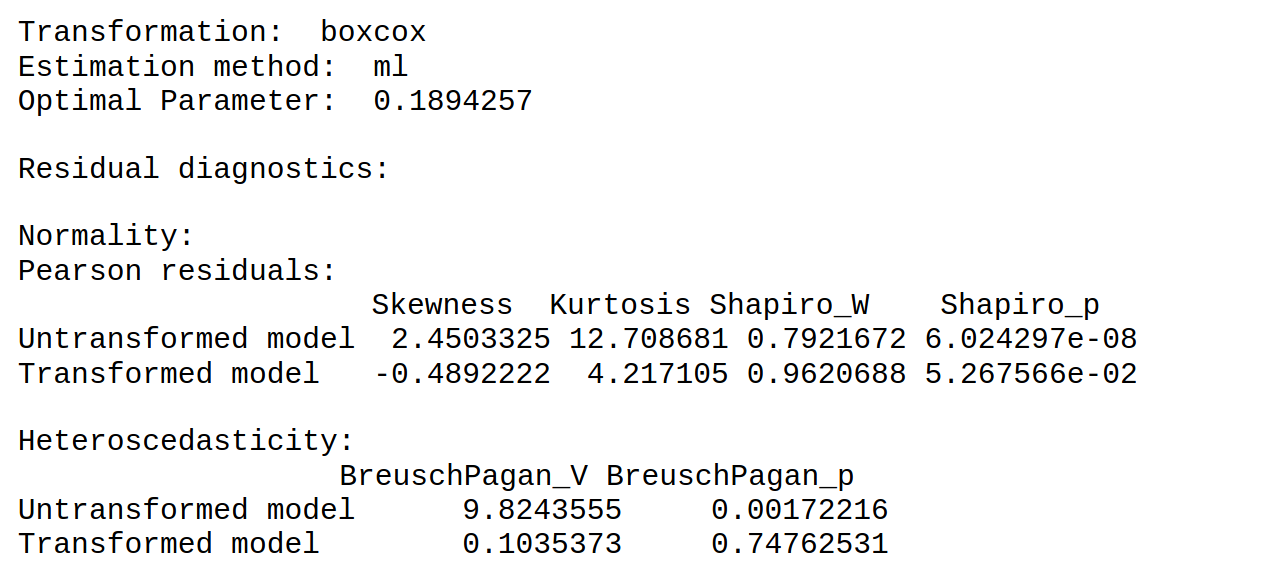 Transformation:  boxcox
Estimation method:  ml
Optimal Parameter:  0.1894257

Residual diagnostics:

Normality:
Pearson residuals:
                    Skewness  Kurtosis Shapiro_W    Shapiro_p
Untransformed model  2.4503325 12.708681 0.7921672 6.024297e-08
Transformed model   -0.4892222  4.217105 0.9620688 5.267566e-02

Heteroscedasticity:
                  BreuschPagan_V BreuschPagan_p
Untransformed model      9.8243555     0.00172216
Transformed model        0.1035373     0.74762531